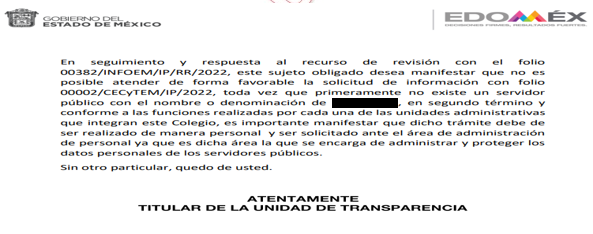 GOBIERNO DEL
ESTADO DE MÉXICO
EDOMÉX
DECISIONES FIRMES, RESULTADOS FUERTES.
En seguimiento y respuesta al recurso de revisión con el folio
00382/INFOEM/IP/RR/2022, este sujeto obligado desea manifestar que no es
posible atender de forma favorable la solicitud de información con folio
00002/CECyTEM/IP/2022, toda vez que primeramente no existe un servidor
público con el nombre o denominación de , en segundo término y
conforme a las funciones realizadas por cada una de las unidades administrativas
que integran este Colegio, es importante manifestar que dicho trámite debe de
ser realizado de manera personal y ser solicitado ante el área de administración
de personal ya que es dicha área la que se encarga de administrar y proteger los
datos personales de los servidores públicos.
Sin otro particular, quedo de usted.
ATENTAMENTE
TITULAR DE LA UNIDAD DE TRANSPARENCIA